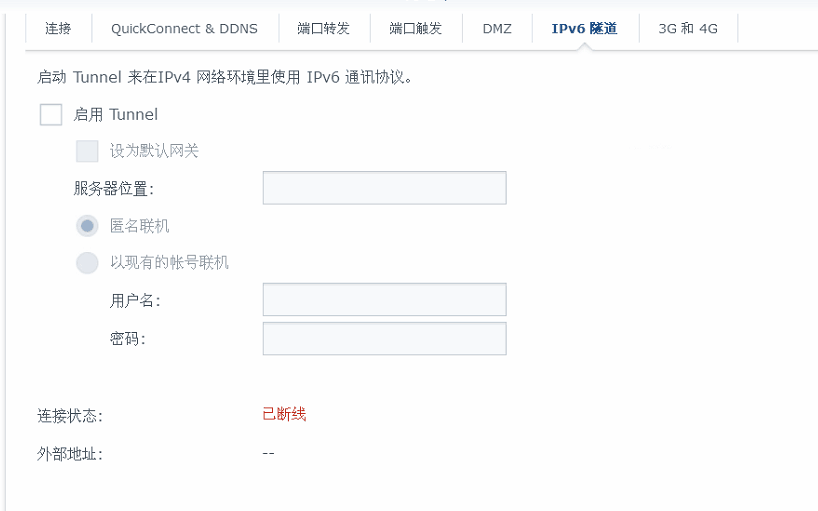 连接 QuickConnect & DDNS 端口转发 端口触发 DMZ IPv6 隧道 3G 和 4G
启动 Tunnel 来在IPv4 网络环境里使用 IPv6 通讯协议。
启用 Tunnel
设为默认网关
服务器位置:
匿名联机
以现有的帐号联机
用户名:
密码:
连接状态: 已断线
外部地址: --